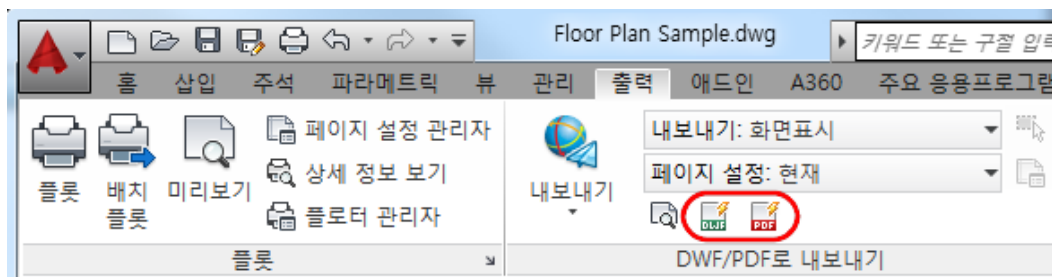 Floor Plan Sample.dwg
키워드 또는 구절 입력
홈 삽입 주석 파라메트릭 뷰 관리 출력 애드인 A360 주요 응용프로그램
페이지 설정 관리자
상세 정보 보기
플로터 관리자
플롯
배치
플롯
미리보기
플롯
내보내기
내보내기: 화면표시
페이지 설정: 현재
DWF PDF
DWF/PDF로 내보내기